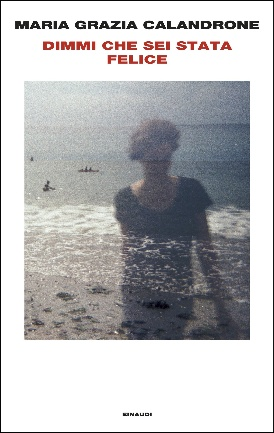 MARIA GRAZIA CALANDRONE
DIMMI CHE SEI STATA
FELICE
EINAUDI